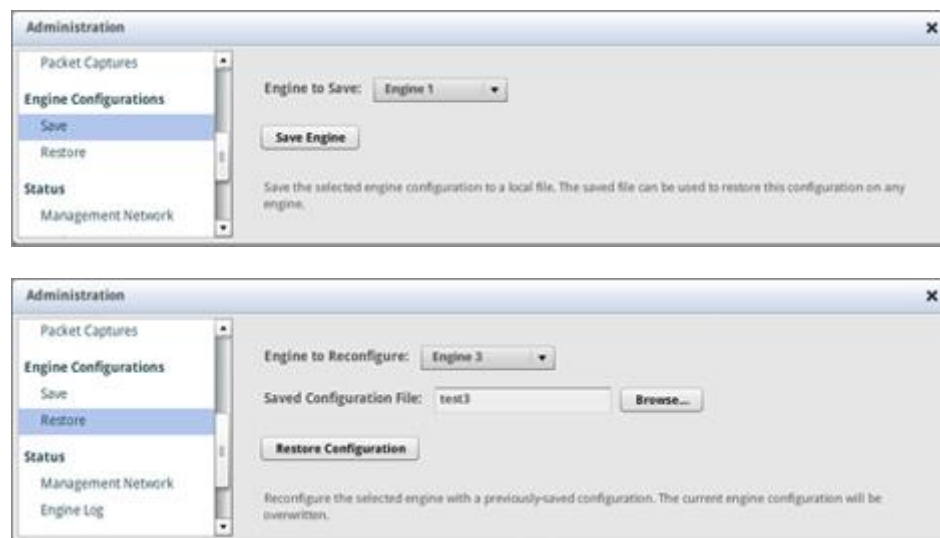 Administration
Packet Captures
Engine Configurations
Save
Restore
Status
Management Network
Engine to Save: Engine 1
Save Engine
Save the selected engine configuration to a local file. The saved file can be used to restore this configuration on any
engine.
Administration
Packet Captures
Engine Configurations
Save
Restore
Status
Management Network
Engine Log
Engine to Reconfigure: Engine 3
Saved Configuration File: test3 Browse...
Restore Configuration
Reconfigure the selected engine with a previously-saved configuration. The current engine configuration will be
overwritten.